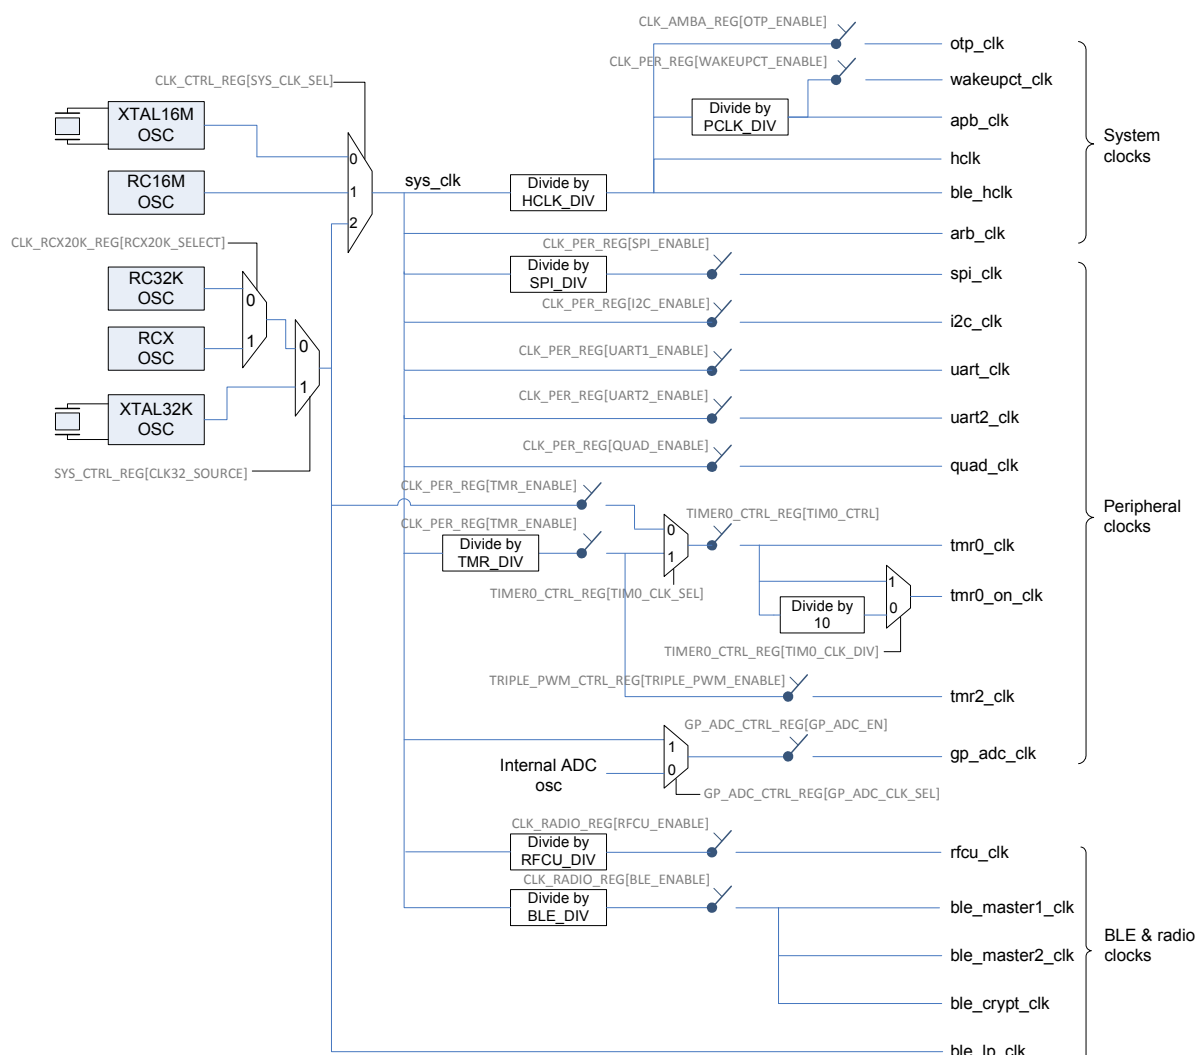 CLK_AMBA_REG[OTP_ENABLE]
otp_clk
CLK_PER_REG[WAKEUPCT_ENABLE]
wakeupct_clk
CLK_CTRL_REG[SYS_CLK_SEL]
XTAL16M
OSC
Divide by
PCLK_DIV
apb_clk
System
clocks
0
hclk
RC16M
OSC
1
sys_clk
Divide by
HCLK_DIV
ble_hclk
2
arb_clk
CLK_RCX20K_REG[RCX20K_SELECT]
CLK_PER_REG[SPI_ENABLE]
RC32K
OSC
Divide by
SPI_DIV
spi_clk
0
CLK_PER_REG[I2C_ENABLE]
i2c_clk
RCX
OSC
1
0
CLK_PER_REG[UART1_ENABLE]
uart_clk
1
XTAL32K
OSC
CLK_PER_REG[UART2_ENABLE]
uart2_clk
CLK_PER_REG[QUAD_ENABLE]
quad_clk
SYS_CTRL_REG[CLK32_SOURCE]
CLK_PER_REG[TMR_ENABLE]
Peripheral
clocks
TIMER0_CTRL_REG[TIM0_CTRL]
CLK_PER_REG[TMR_ENABLE]
0
Divide by
TMR_DIV
1
tmr0_clk
TIMER0_CTRL_REG[TIM0_CLK_SEL]
1
tmr0_on_clk
Divide by
10
0
TIMER0_CTRL_REG[TIM0_CLK_DIV]
TRIPLE_PWM_CTRL_REG[TRIPLE_PWM_ENABLE]
tmr2_clk
GP_ADC_CTRL_REG[GP_ADC_EN]
1
gp_adc_clk
Internal ADC
osc
0
GP_ADC_CTRL_REG[GP_ADC_CLK_SEL]
CLK_RADIO_REG[RFCU_ENABLE]
Divide by
RFCU_DIV
rfcu_clk
CLK_RADIO_REG[BLE_ENABLE]
Divide by
BLE_DIV
ble_master1_clk
BLE & radio
clocks
ble_master2_clk
ble_crypt_clk
ble_lp_clk